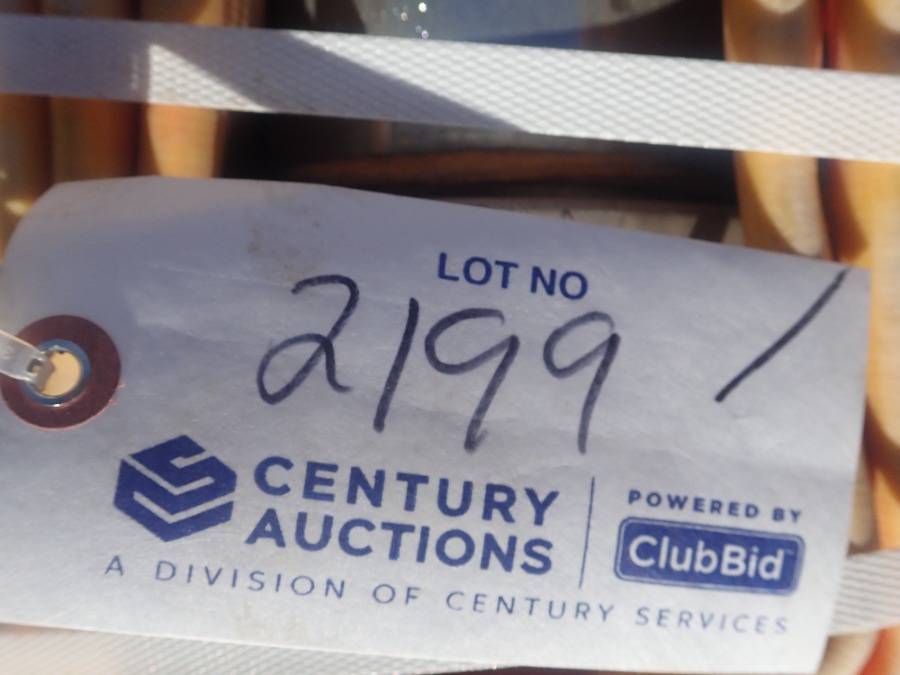 LOT NO
2199 /
CENTURY
AUCTIONS
POWERED BY
ClubBid
A DIVISION OF CENTURY SERVICES